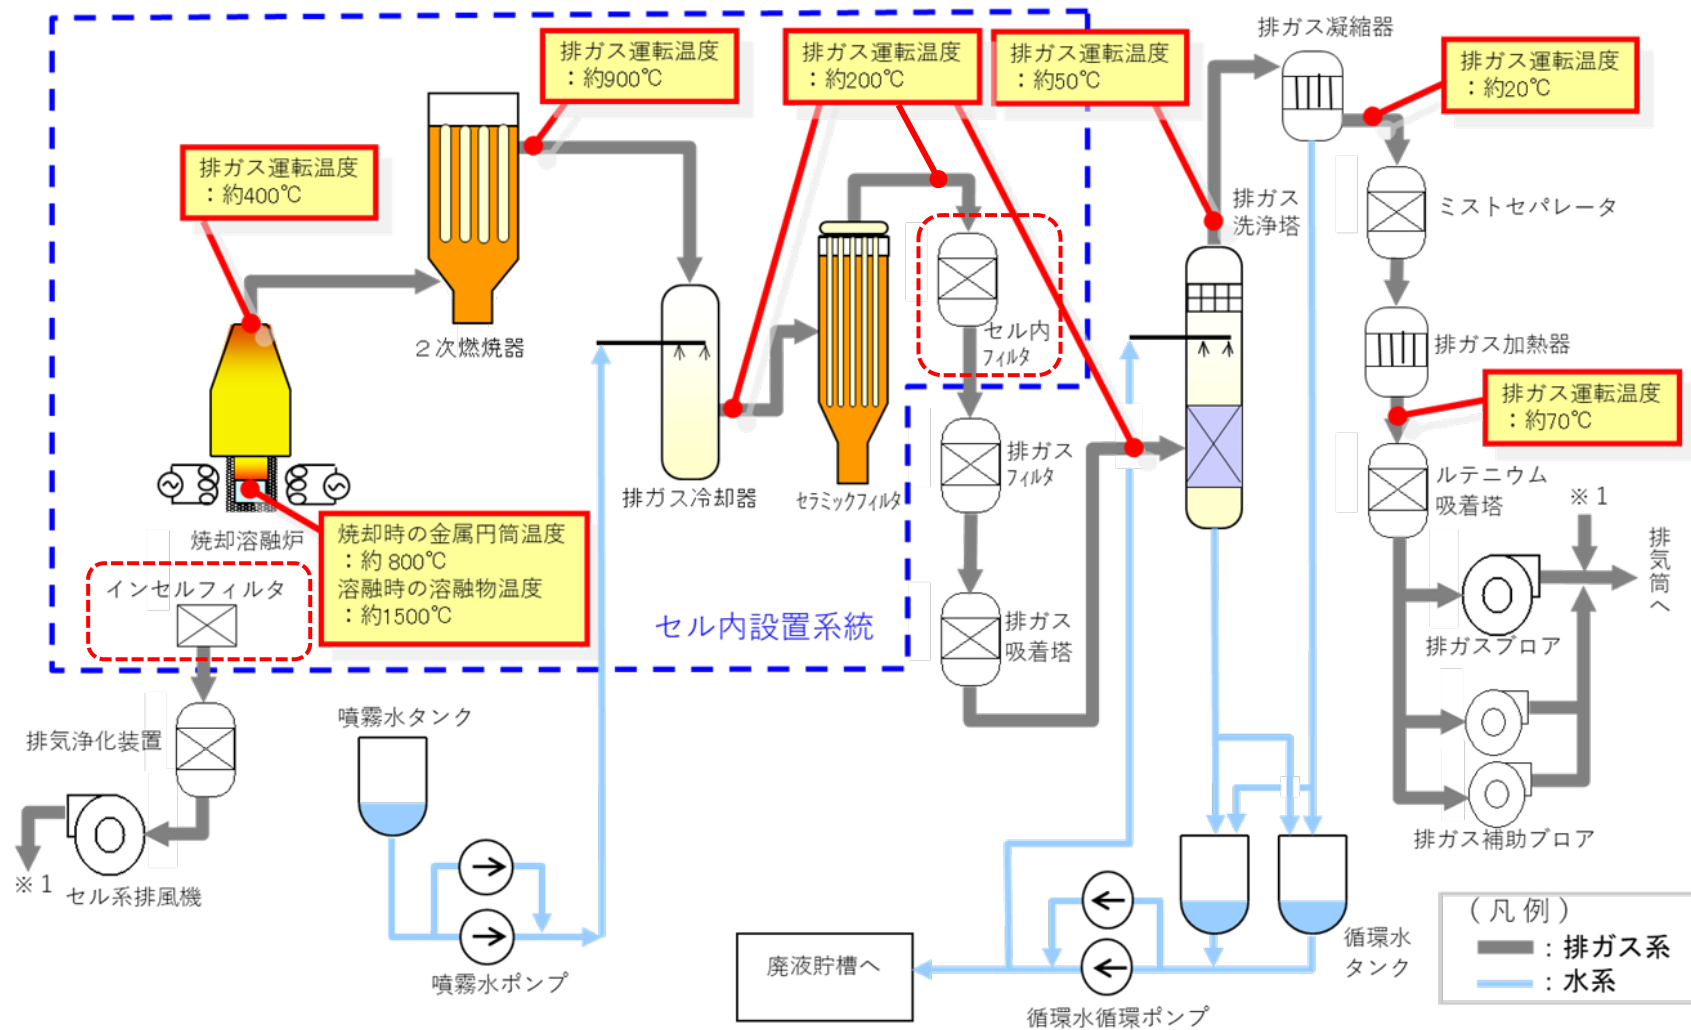 排ガス凝縮器
排ガス運転温度
：約900℃
排ガス運転温度
：約200℃
排ガス運転温度
：約50℃
排ガス運転温度
：約20℃
排ガス運転温度
：約400℃
排ガス
洗浄塔
ミストセパレータ
２次燃焼器
セル内
フィルタ
排ガス加熱器
排ガス運転温度
：約70℃
排ガス冷却器
セラミックフィルタ
排ガス
フィルタ
ルテニウム
吸着塔
※１
排気筒へ
焼却溶融炉
焼却時の金属円筒温度
：約 800℃
溶融時の溶融物温度
：約1500℃
インセルフィルタ
セル内設置系統
排ガス
吸着塔
排ガスブロア
噴霧水タンク
排気浄化装置
排ガス補助ブロア
※１
セル系排風機
噴霧水ポンプ
廃液貯槽へ
循環水
タンク
循環水循環ポンプ
（凡例）
：排ガス系
：水系